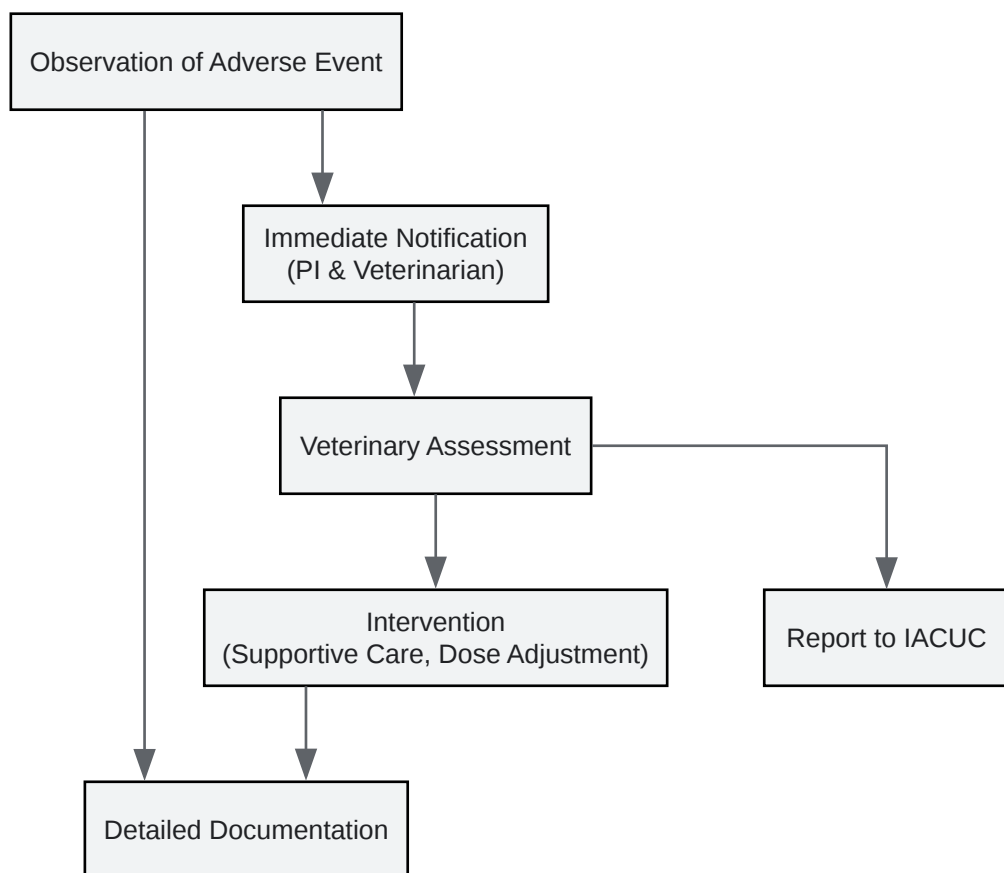 Observation of Adverse Event
Immediate Notification
(PI & Veterinarian)
Veterinary Assessment
Intervention
(Supportive Care, Dose Adjustment)
Report to IACUC
Detailed Documentation